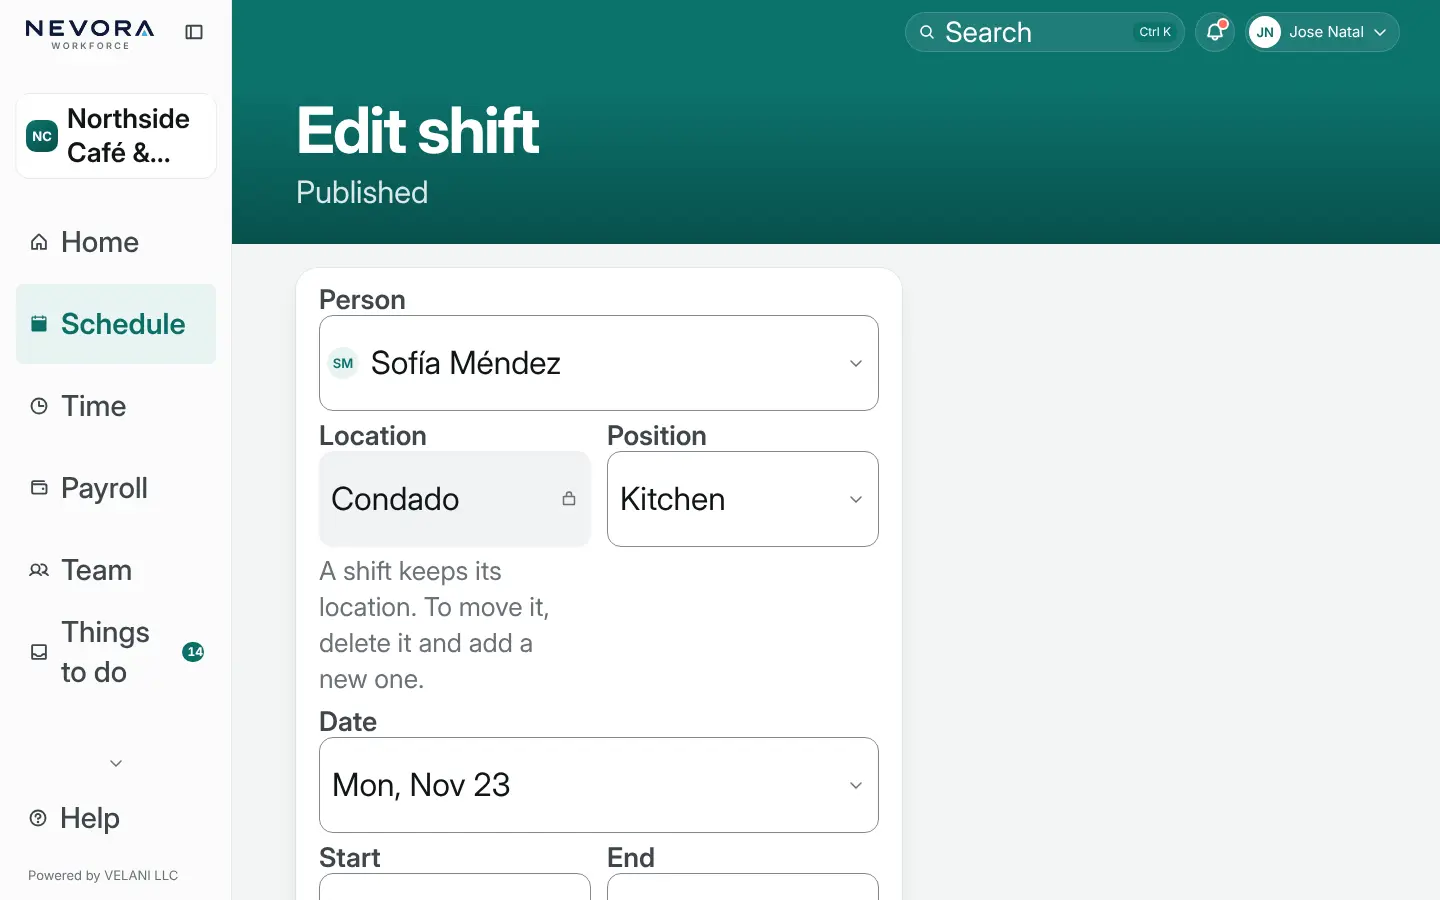 NEVORA
WORKFORCE
Search
Ctrl K
JN
Jose Natal
NC
Northside
Café &...
Edit shift
Published
Home
Schedule
Time
Payroll
Team
Things
to do
14
Help
Powered by VELANI LLC
Person
SM
Sofía Méndez
Location
Position
Condado
Kitchen
A shift keeps its
location. To move it,
delete it and add a
new one.
Date
Mon, Nov 23
Start
End